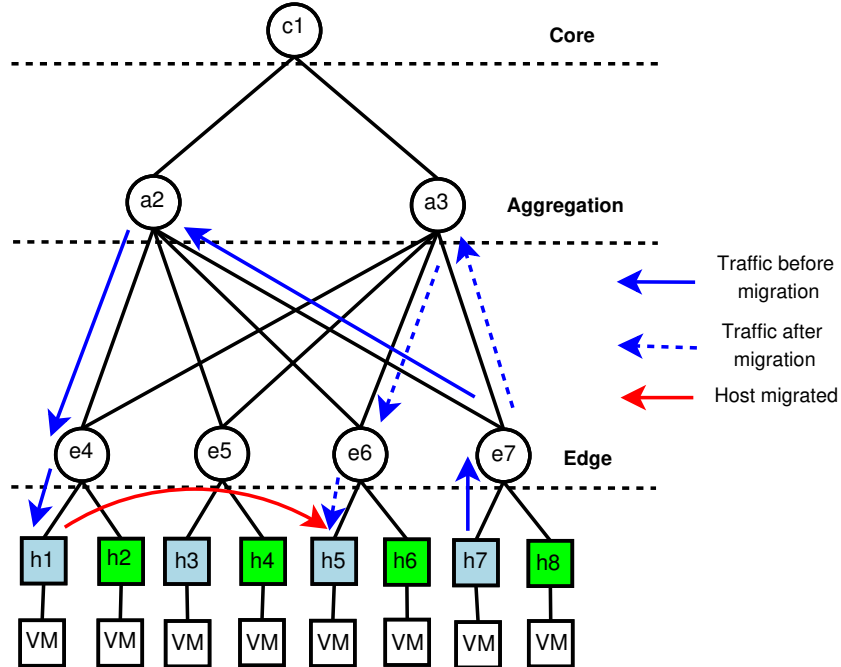 c1
Core
a2
a3
Aggregation
Traffic before
migration
Traffic after
migration
Host migrated
e4
e5
e6
e7
Edge
h1
h2
h3
h4
h5
h6
h7
h8
VM
VM
VM
VM
VM
VM
VM
VM